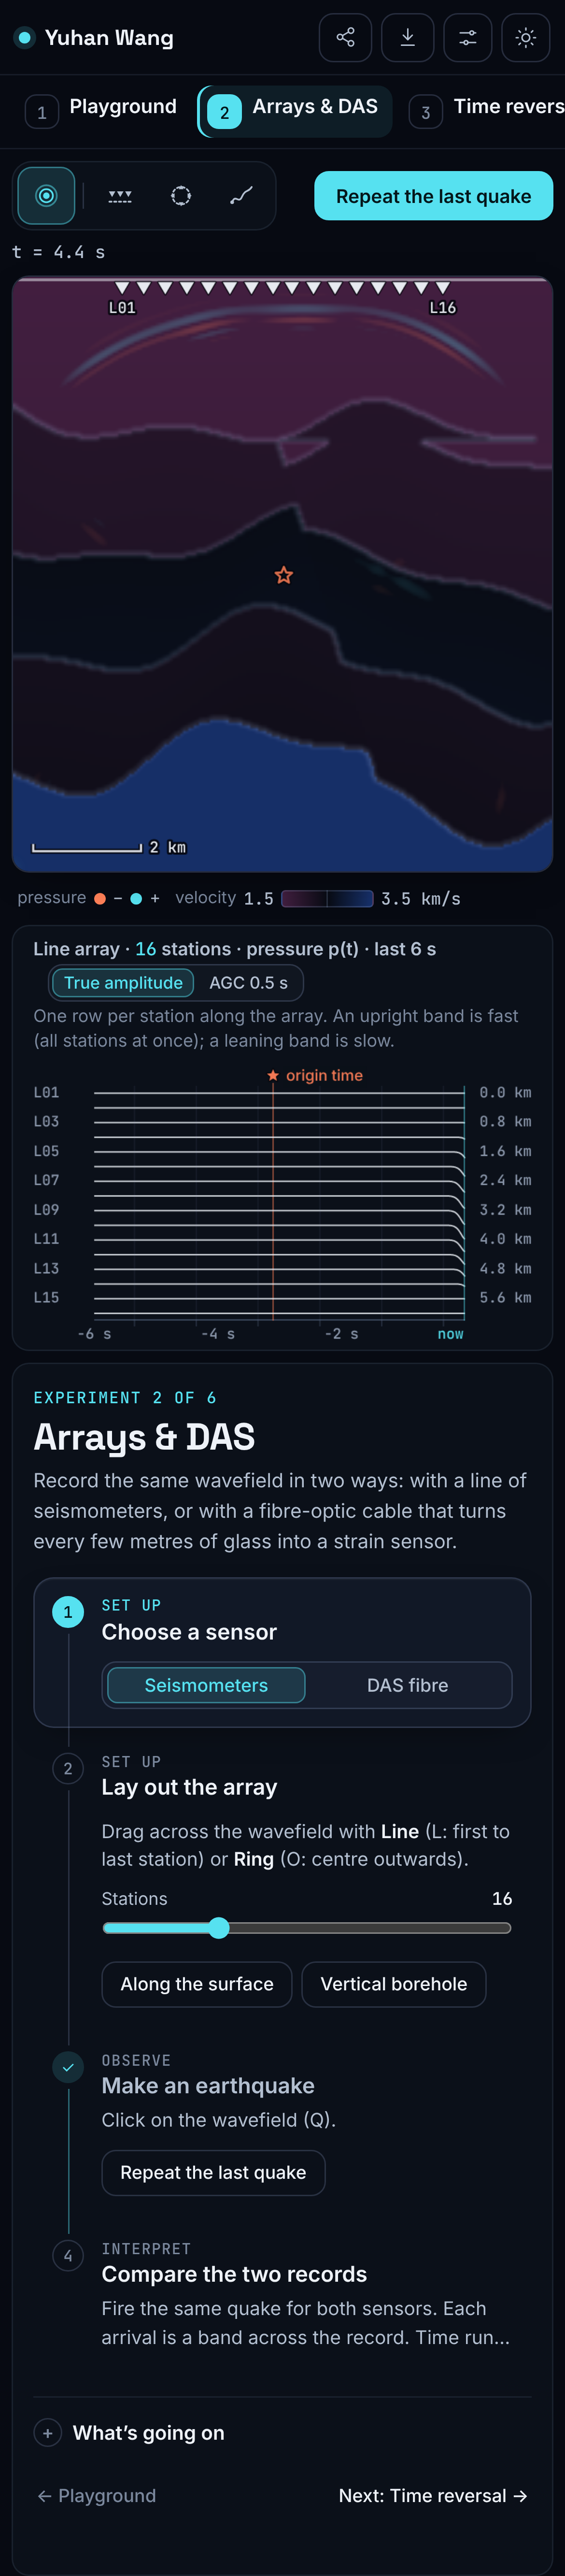 Yuhan Wang
1 Playground 2 Arrays & DAS 3 Time revers
Repeat the last quake
t = 4.4 s
L01 L16
2 km
pressure − + velocity 1.5 3.5 km/s
Line array · 16 stations · pressure p(t) · last 6 s
True amplitude AGC 0.5 s
One row per station along the array. An upright band is fast
(all stations at once); a leaning band is slow.
★ origin time
L01 0.0 km
L03 0.8 km
L05 1.6 km
L07 2.4 km
L09 3.2 km
L11 4.0 km
L13 4.8 km
L15 5.6 km
-6 s -4 s -2 s now
EXPERIMENT 2 OF 6
Arrays & DAS
Record the same wavefield in two ways: with a line of
seismometers, or with a fibre-optic cable that turns
every few metres of glass into a strain sensor.
1 SET UP
Choose a sensor
Seismometers DAS fibre
2 SET UP
Lay out the array
Drag across the wavefield with Line (L: first to
last station) or Ring (O: centre outwards).
Stations 16
Along the surface Vertical borehole
✓ OBSERVE
Make an earthquake
Click on the wavefield (Q).
Repeat the last quake
4 INTERPRET
Compare the two records
Fire the same quake for both sensors. Each
arrival is a band across the record. Time run…
+ What’s going on
← Playground Next: Time reversal →